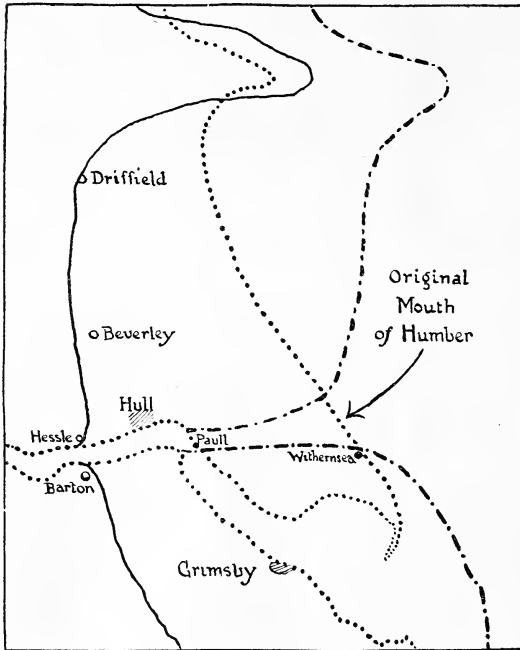 Driffield
Original
Mouth
of Humber
Beverley
Hull
Hessle
Paull
Withernsea
Barton
Grimsby